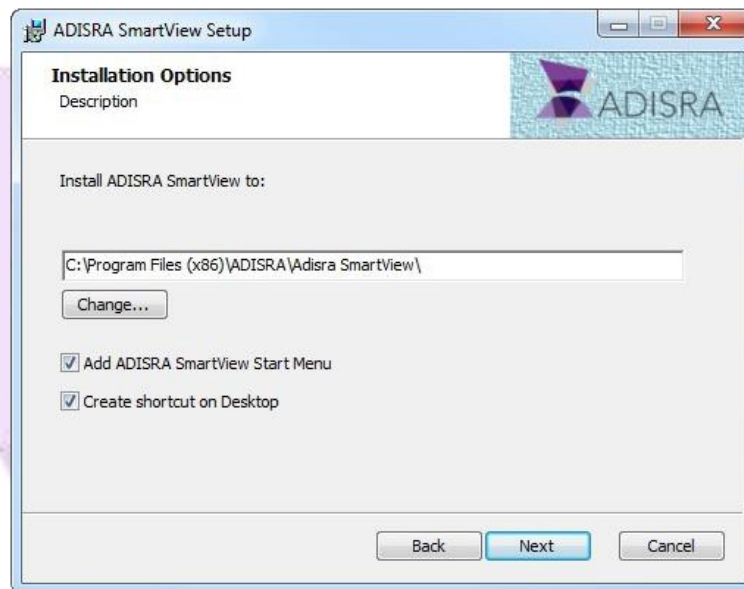 ADISRA SmartView Setup
Installation Options
Description
ADISRA
Install ADISRA SmartView to:
C:\Program Files (x86)\ADISRA\Adisra SmartView\
Change...
Add ADISRA SmartView Start Menu
Create shortcut on Desktop
Back Next Cancel